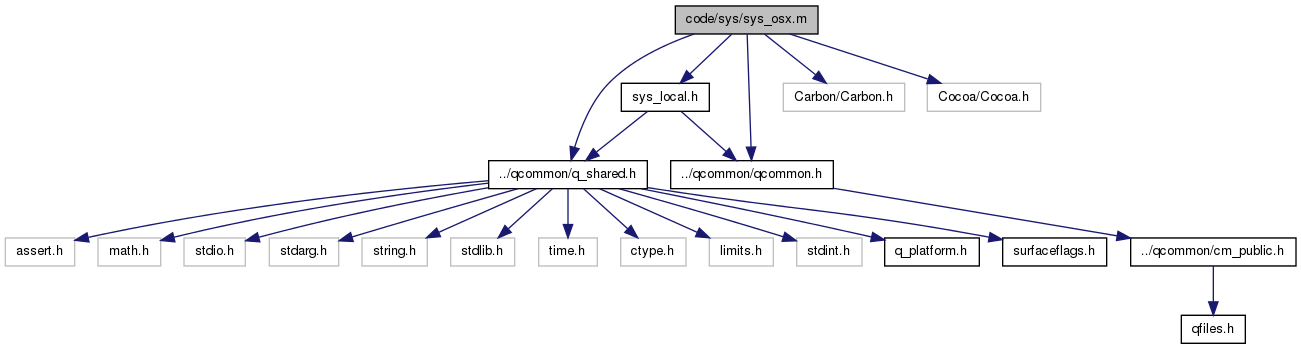 code/sys/sys_osx.m
sys_local.h
Carbon/Carbon.h
Cocoa/Cocoa.h
../qcommon/q_shared.h
../qcommon/qcommon.h
assert.h
math.h
stdio.h
stdarg.h
string.h
stdlib.h
time.h
ctype.h
limits.h
stdint.h
q_platform.h
surfaceflags.h
../qcommon/cm_public.h
qfiles.h